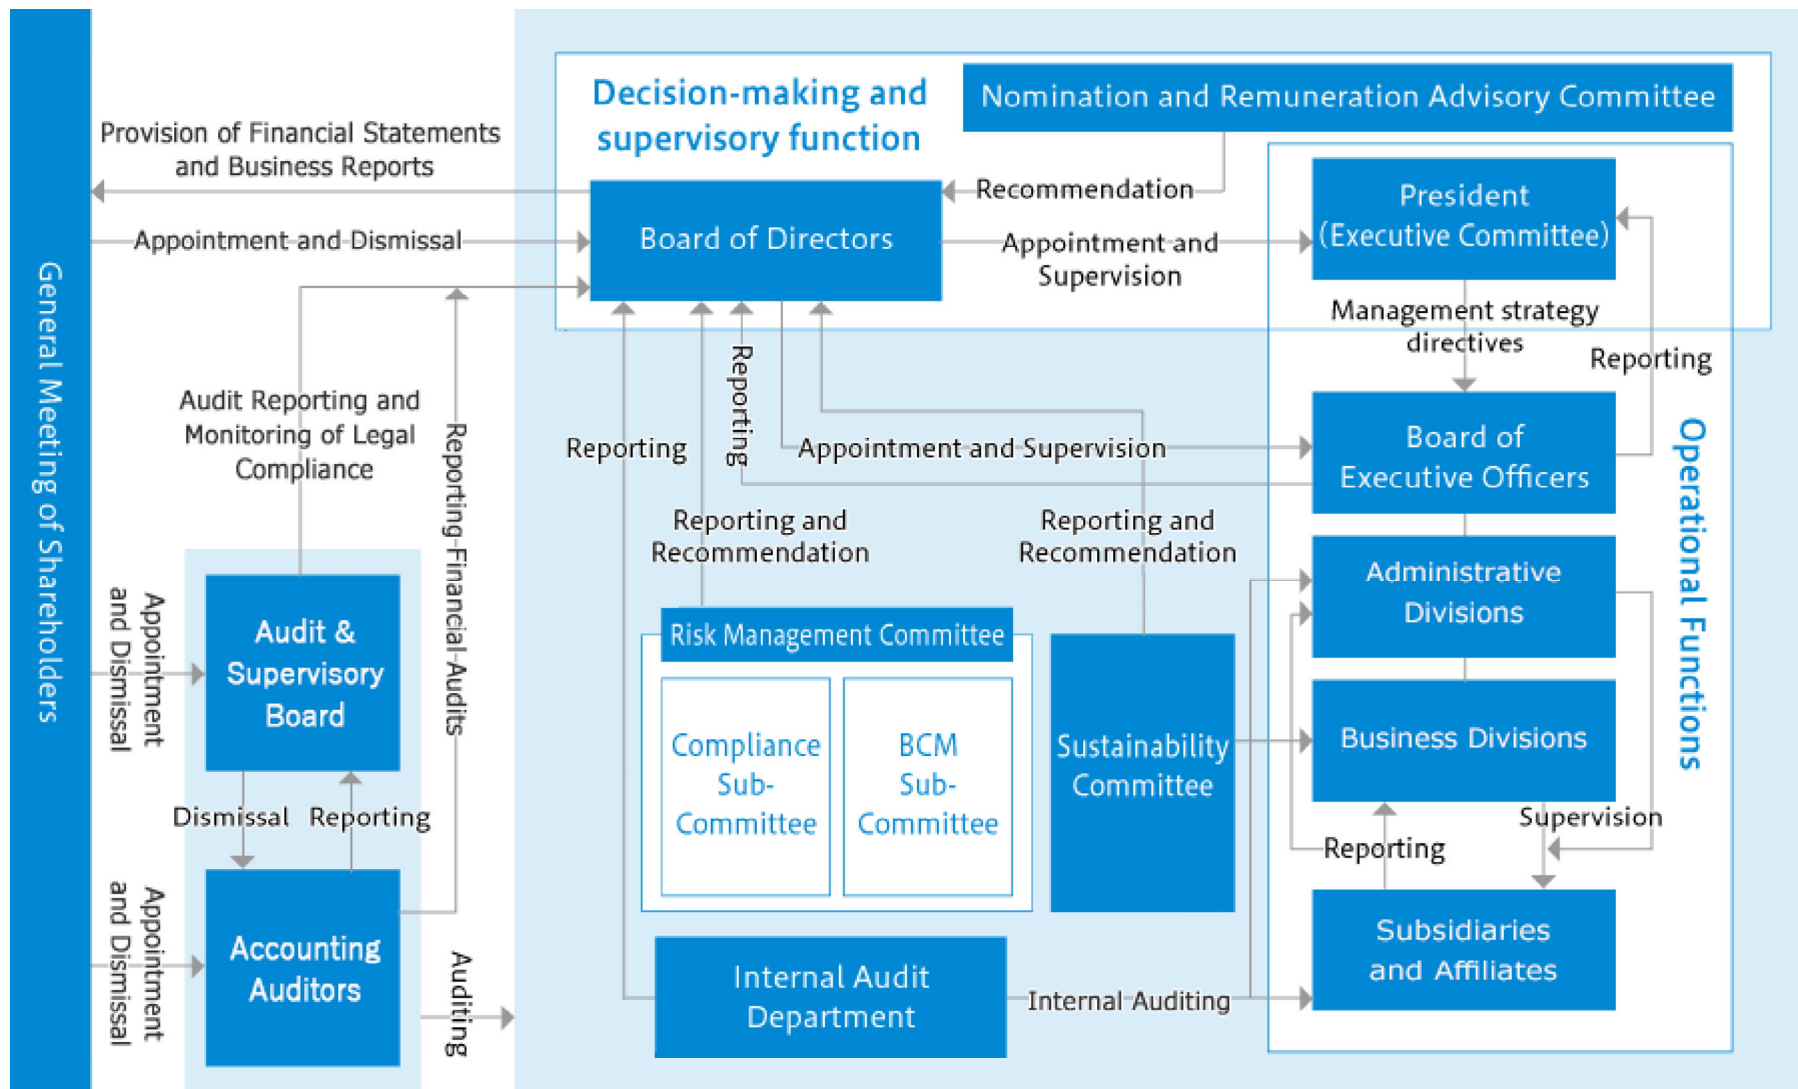 General Meeting of Shareholders
Provision of Financial Statements
and Business Reports
Appointment and Dismissal
Audit Reporting and
Monitoring of Legal
Compliance
Reporting-Financial-Audits
Appointment
and Dismissal
Audit &
Supervisory
Board
Dismissal
Reporting
Appointment
and Dismissal
Accounting
Auditors
Auditing
Decision-making and
supervisory function
Nomination and Remuneration Advisory Committee
Recommendation
Board of Directors
Appointment and
Supervision
President
(Executive Committee)
Management strategy
directives
Reporting
Reporting
Reporting
Appointment and Supervision
Board of
Executive Officers
Operational Functions
Reporting and
Recommendation
Reporting and
Recommendation
Administrative
Divisions
Risk Management Committee
Compliance
Sub-
Committee
BCM
Sub-
Committee
Sustainability
Committee
Business Divisions
Supervision
Reporting
Subsidiaries
and Affiliates
Internal Audit
Department
Internal Auditing